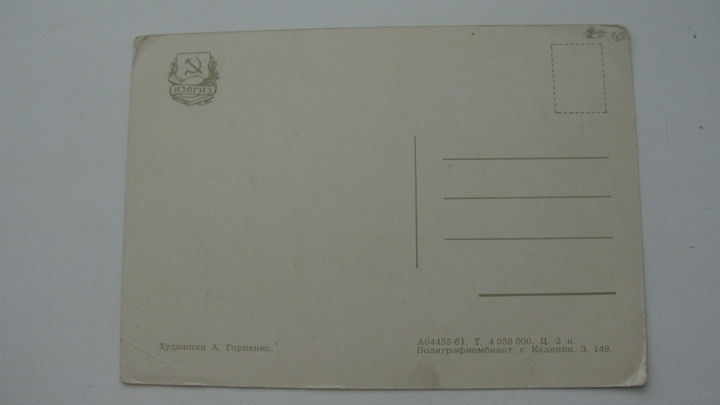 ИЗОГИЗ
Художник А. Горпенко.
А04455-61. Т. 4 058 000. Ц. 2 к.
Полиграфкомбинат, г. Калинин. З. 149.